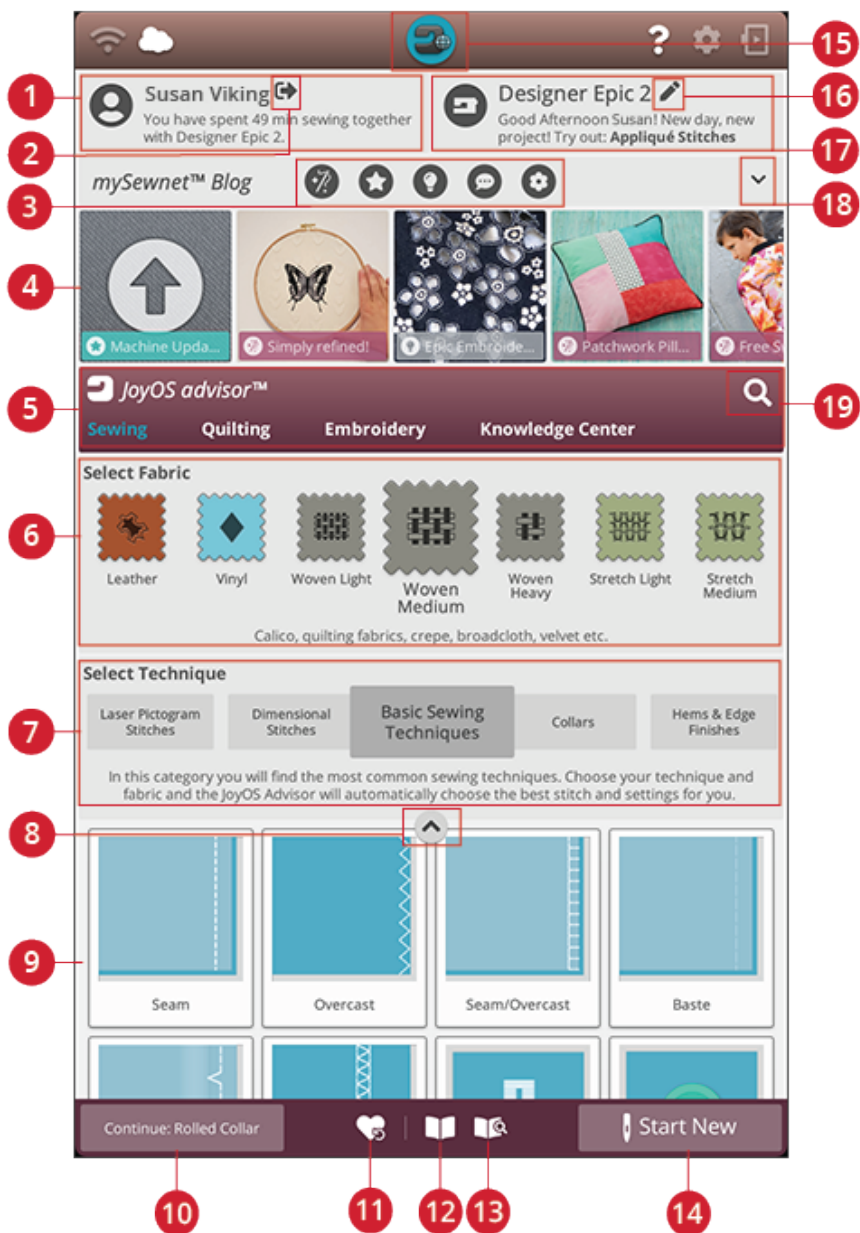 15
1
Susan Viking
Designer Epic 2
16
You have spent 49 min sewing together
with Designer Epic 2.
Good Afternoon Susan! New day, new
project! Try out: Appliqué Stitches
2
17
mySewnet™ Blog
3
18
4
Machine Upda...
Simply refined!
Epic Embroide...
Patchwork Pill...
Free S
JoyOS advisor™
5
19
Sewing Quilting Embroidery Knowledge Center
Select Fabric
6
Leather
Vinyl
Woven Light
Woven
Medium
Woven
Heavy
Stretch Light
Stretch
Medium
Calico, quilting fabrics, crepe, broadcloth, velvet etc.
Select Technique
7
Laser Pictogram
Stitches
Dimensional
Stitches
Basic Sewing
Techniques
Collars
Hems & Edge
Finishes
In this category you will find the most common sewing techniques. Choose your technique and
fabric and the JoyOS Advisor will automatically choose the best stitch and settings for you.
8
9
Seam
Overcast
Seam/Overcast
Baste
Continue: Rolled Collar
Start New
10
11
12
13
14